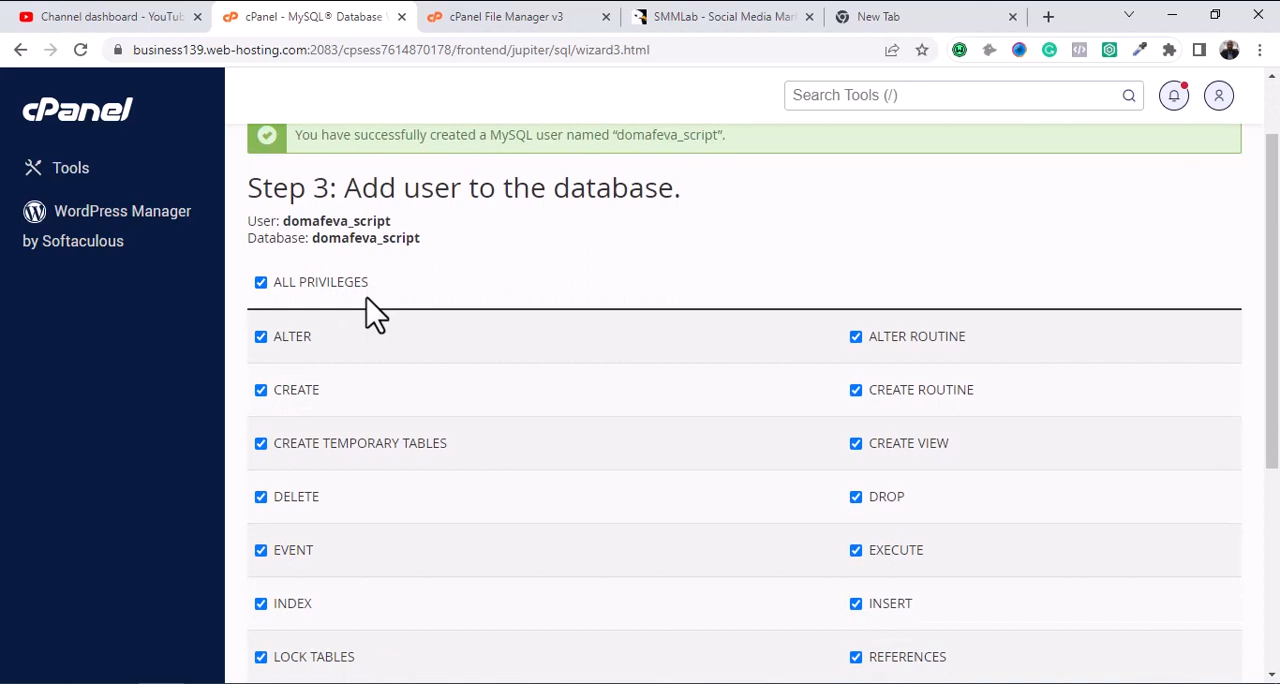 Channel dashboard - YouTu
cPanel - MySQL® Database
cPanel File Manager v3
SMMLab - Social Media Mar
New Tab
business139.web-hosting.com:2083/cpsess7614870178/frontend/jupiter/sql/wizard3.html
cPanel
Search Tools (/)
Tools
WordPress Manager
by Softaculous
You have successfully created a MySQL user named “domafeva_script”.
Step 3: Add user to the database.
User: domafeva_script
Database: domafeva_script
ALL PRIVILEGES
ALTER
ALTER ROUTINE
CREATE
CREATE ROUTINE
CREATE TEMPORARY TABLES
CREATE VIEW
DELETE
DROP
EVENT
EXECUTE
INDEX
INSERT
LOCK TABLES
REFERENCES